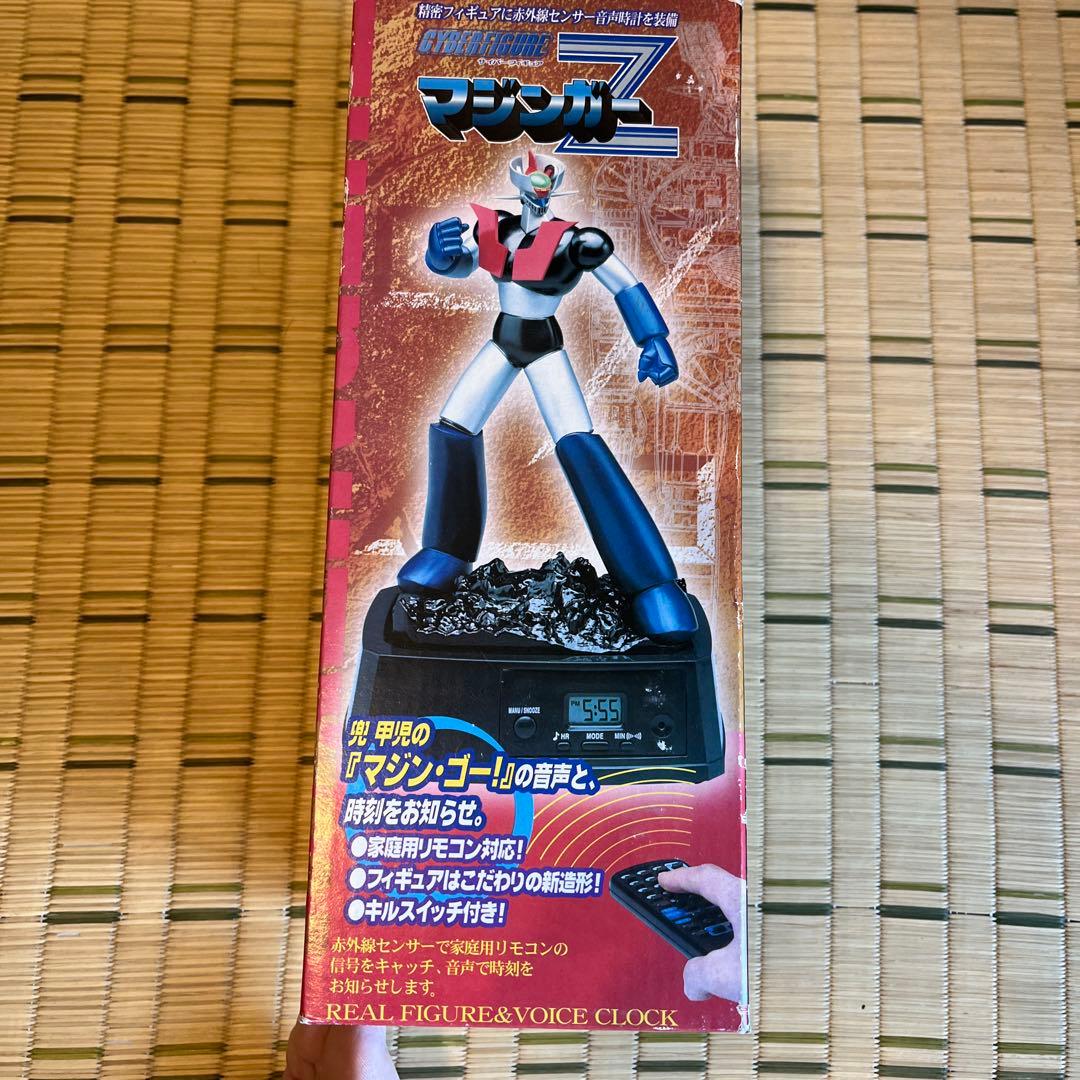 精密フィギュアに赤外線センサー音声時計を装備
CYBERFIGURE
サイバーフィギュア
マジンガーZ
PM 5:55
MANU / SNOOZE
♪ HR MODE MIN
兜 甲児の
『マジン・ゴー!』の音声と、
時刻をお知らせ。
●家庭用リモコン対応!
●フィギュアはこだわりの新造形!
●キルスイッチ付き!
赤外線センサーで家庭用リモコンの
信号をキャッチ、音声で時刻を
お知らせします。
REAL FIGURE&VOICE CLOCK